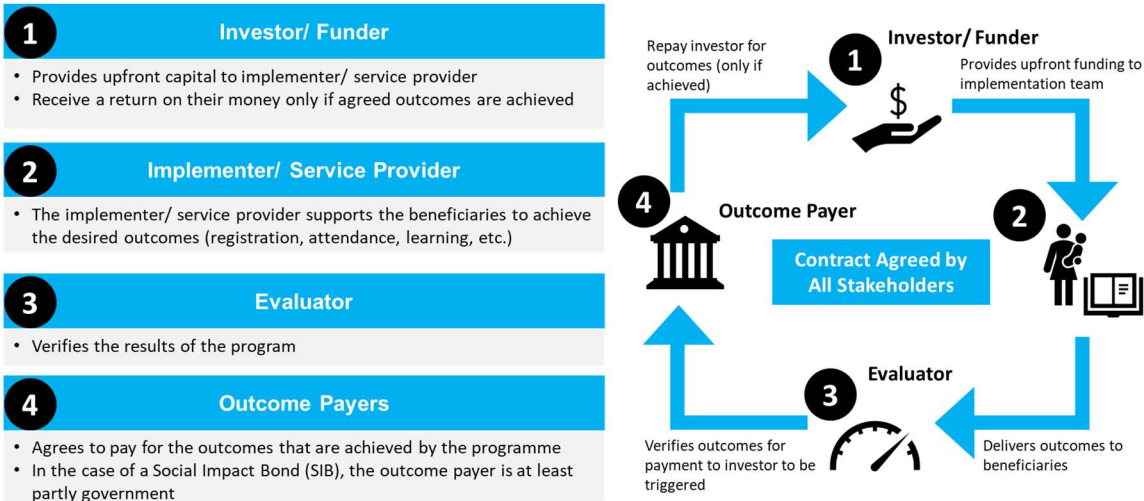 1
Investor/ Funder
• Provides upfront capital to implementer/ service provider
• Receive a return on their money only if agreed outcomes are achieved
2
Implementer/ Service Provider
• The implementer/ service provider supports the beneficiaries to achieve
the desired outcomes (registration, attendance, learning, etc.)
3
Evaluator
• Verifies the results of the program
4
Outcome Payers
• Agrees to pay for the outcomes that are achieved by the programme
• In the case of a Social Impact Bond (SIB), the outcome payer is at least
partly government
Repay investor for
outcomes (only if
achieved)
1
Investor/ Funder
$
Provides upfront funding to
implementation team
4
Outcome Payer
2
Contract Agreed by
All Stakeholders
3
Evaluator
Verifies outcomes for
payment to investor to be
triggered
Delivers outcomes to
beneficiaries